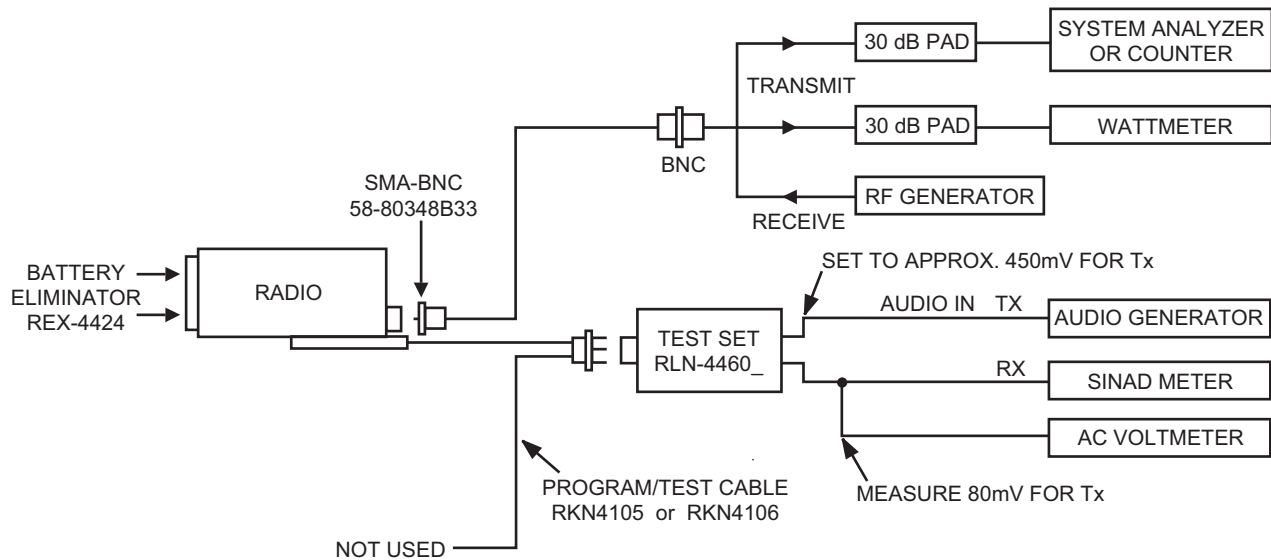 30 dB PAD
SYSTEM ANALYZER
OR COUNTER
TRANSMIT
30 dB PAD
WATTMETER
BNC
SMA-BNC
58-80348B33
RF GENERATOR
RECEIVE
BATTERY
ELIMINATOR
REX-4424
RADIO
SET TO APPROX. 450mV FOR Tx
AUDIO IN TX
AUDIO GENERATOR
TEST SET
RLN-4460_
RX
SINAD METER
AC VOLTMETER
PROGRAM/TEST CABLE
RKN4105 or RKN4106
MEASURE 80mV FOR Tx
NOT USED